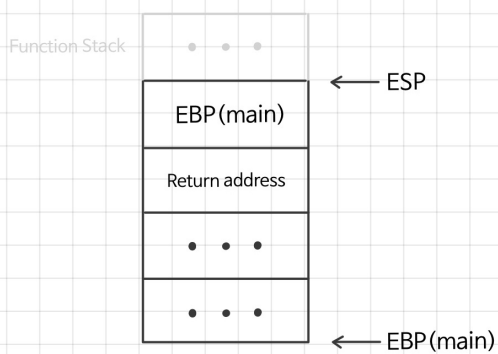 Function Stack
• • •
ESP
EBP(main)
Return address
• • •
• • •
EBP(main)